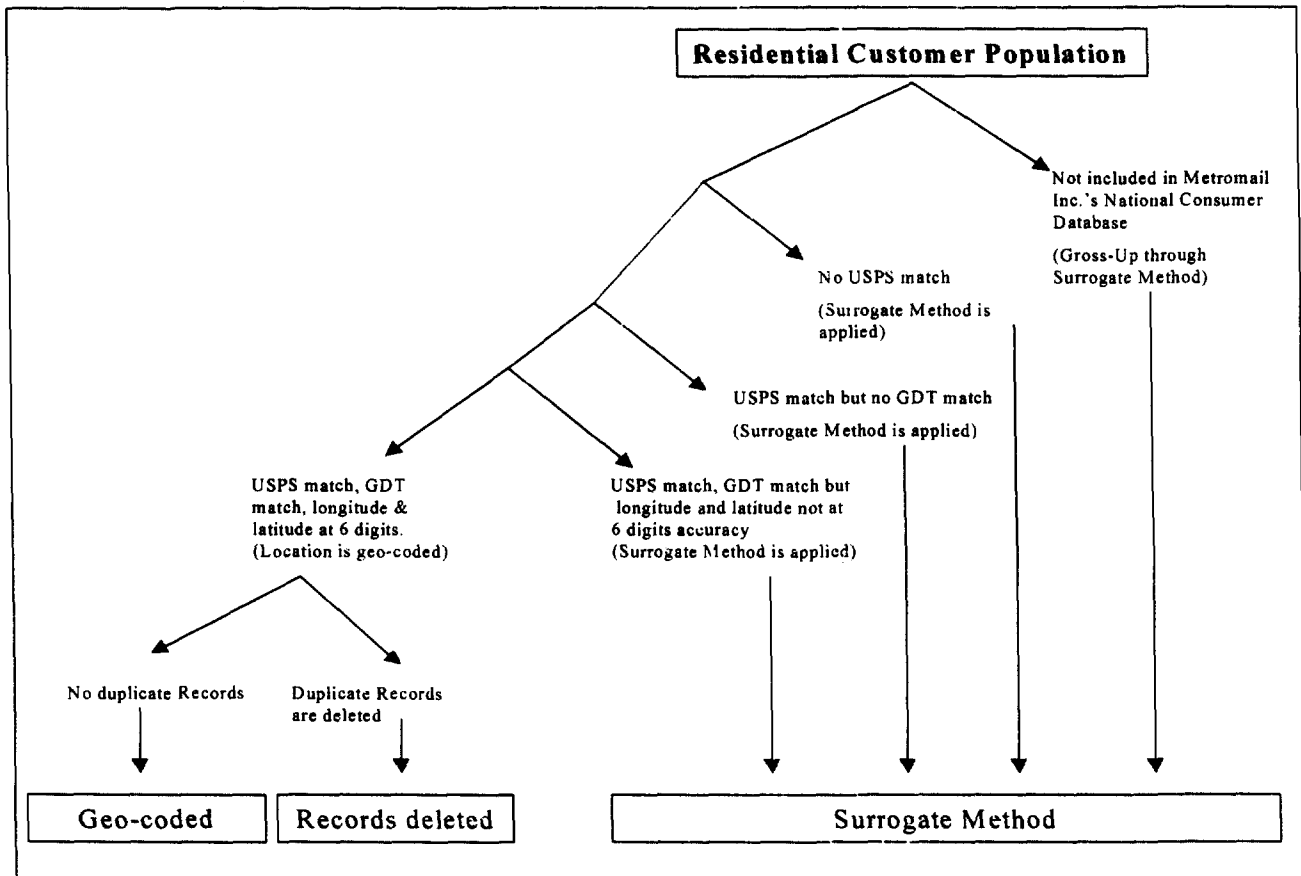 Residential Customer Population
Not included in Metromail
Inc.'s National Consumer
Database
(Gross-Up through
Surrogate Method)
No USPS match
(Surrogate Method is
applied)
USPS match but no GDT match
(Surrogate Method is applied)
USPS match, GDT
match, longitude &
latitude at 6 digits.
(Location is geo-coded)
USPS match, GDT match but
longitude and latitude not at
6 digits accuracy
(Surrogate Method is applied)
No duplicate Records
Duplicate Records
are deleted
Geo-coded
Records deleted
Surrogate Method